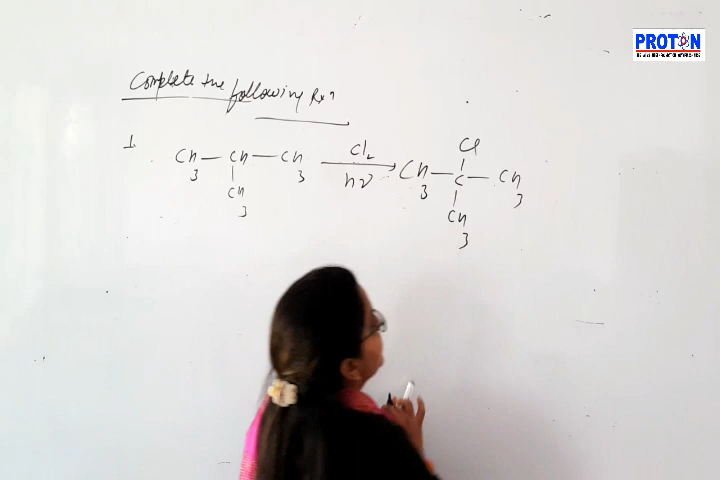 PROTON
Complete the following Rxn
1.
CH3—CH—CH3 Cl2 hν CH3—C—CH3
CH3 Cl CH3